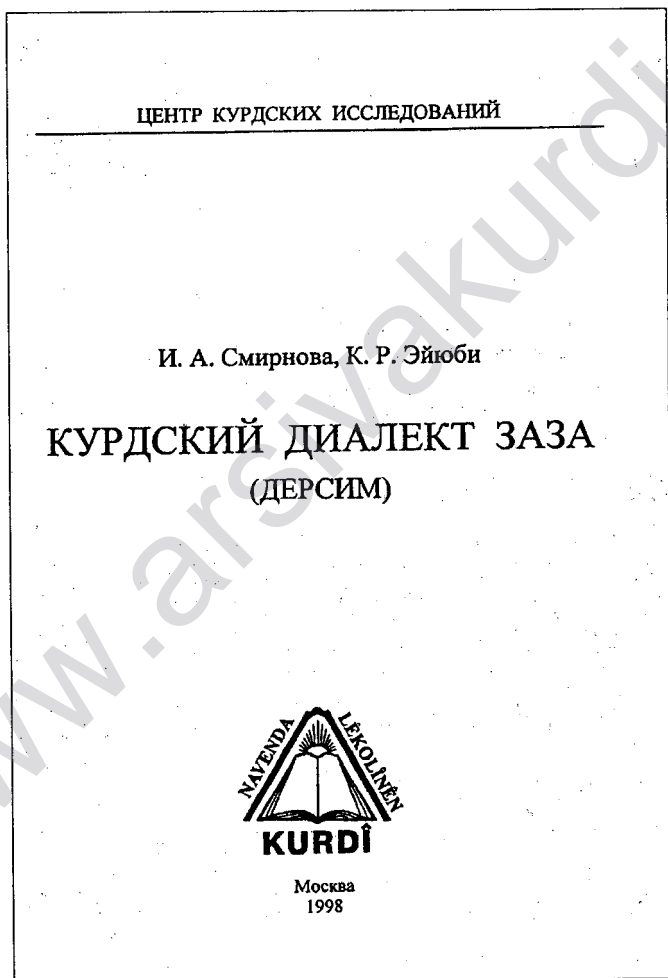 ЦЕНТР КУРДСКИХ ИССЛЕДОВАНИЙ
И. А. Смирнова, К. Р. Эйюби
КУРДСКИЙ ДИАЛЕКТ ЗАЗА
(ДЕРСИМ)
NAVENDA LÊKOLÎNÊN
KURDÎ
Москва
1998
www.arsivakurdi